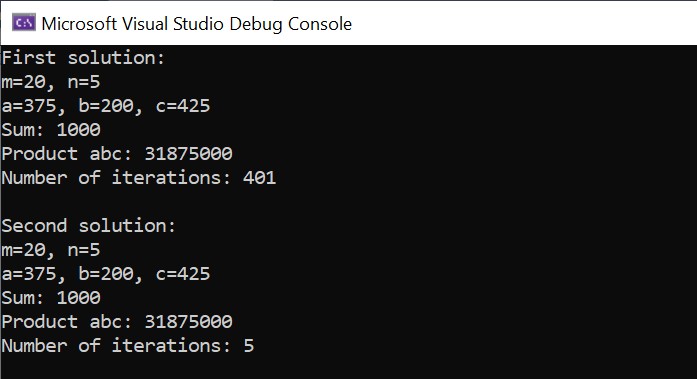 C:\ Microsoft Visual Studio Debug Console
First solution:
m=20, n=5
a=375, b=200, c=425
Sum: 1000
Product abc: 31875000
Number of iterations: 401

Second solution:
m=20, n=5
a=375, b=200, c=425
Sum: 1000
Product abc: 31875000
Number of iterations: 5